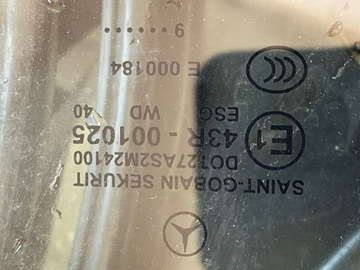 SAINT-GOBAIN SEKURIT
DOT27AS2M24100
E1 43R - 001025
ESG WD 40
E 000184
9 ••••••